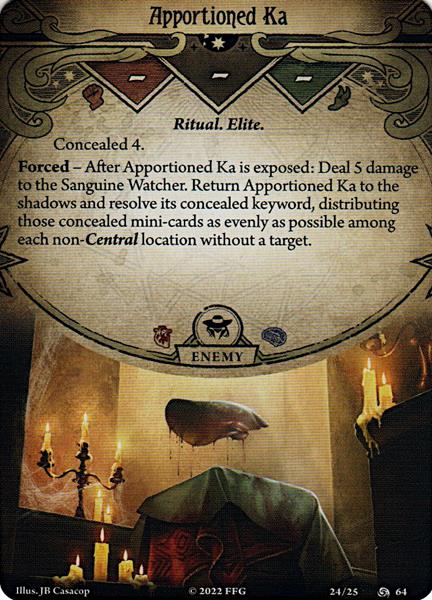 Apportioned Ka
- - -
Ritual. Elite.
Concealed 4.
Forced – After Apportioned Ka is exposed: Deal 5 damage
to the Sanguine Watcher. Return Apportioned Ka to the
shadows and resolve its concealed keyword, distributing
those concealed mini-cards as evenly as possible among
each non-Central location without a target.
ENEMY
Illus. JB Casacop © 2022 FFG 24/25 64